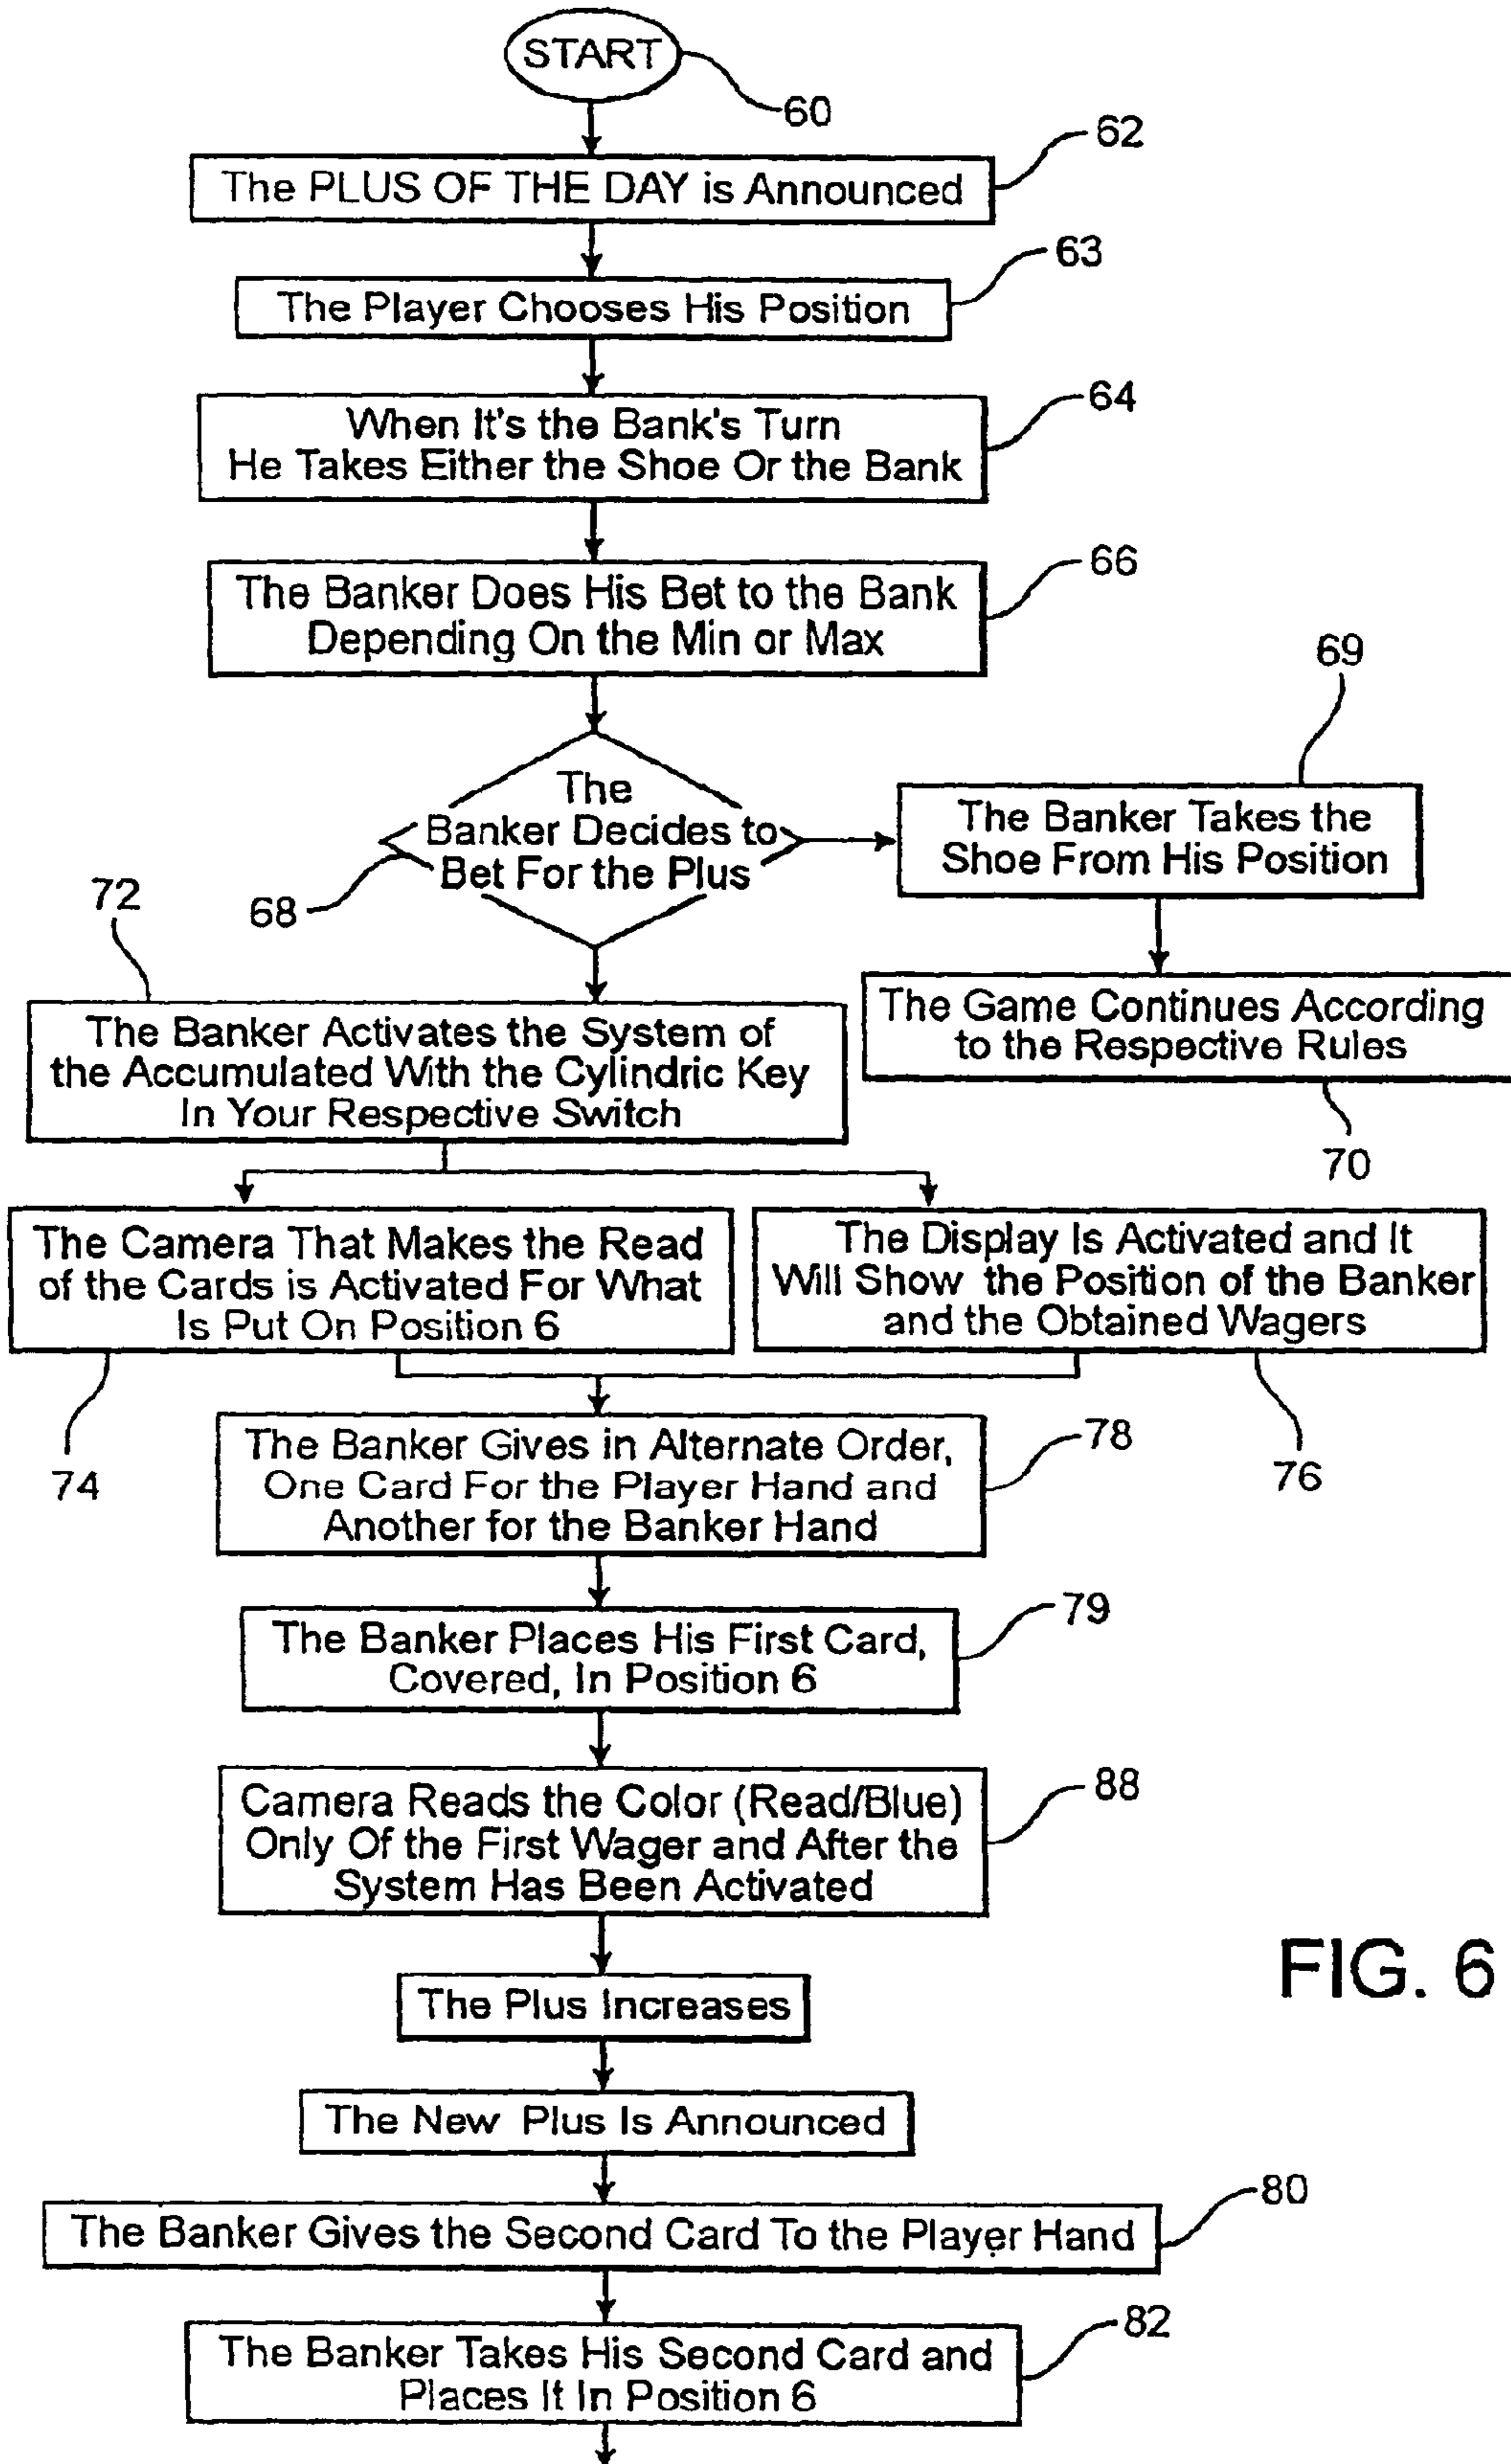 START
60
The PLUS OF THE DAY is Announced
62
The Player Chooses His Position
63
When It's the Bank's Turn
He Takes Either the Shoe Or the Bank
64
The Banker Does His Bet to the Bank
Depending On the Min or Max
66
The
Banker Decides to
Bet For the Plus
68
69
The Banker Takes the
Shoe From His Position
The Game Continues According
to the Respective Rules
70
72
The Banker Activates the System of
the Accumulated With the Cylindric Key
In Your Respective Switch
The Camera That Makes the Read
of the Cards is Activated For What
Is Put On Position 6
74
The Display Is Activated and It
Will Show the Position of the Banker
and the Obtained Wagers
76
The Banker Gives in Alternate Order,
One Card For the Player Hand and
Another for the Banker Hand
78
The Banker Places His First Card,
Covered, In Position 6
79
Camera Reads the Color (Read/Blue)
Only Of the First Wager and After the
System Has Been Activated
88
The Plus Increases
FIG. 6
The New Plus Is Announced
The Banker Gives the Second Card To the Player Hand
80
The Banker Takes His Second Card and
Places It In Position 6
82